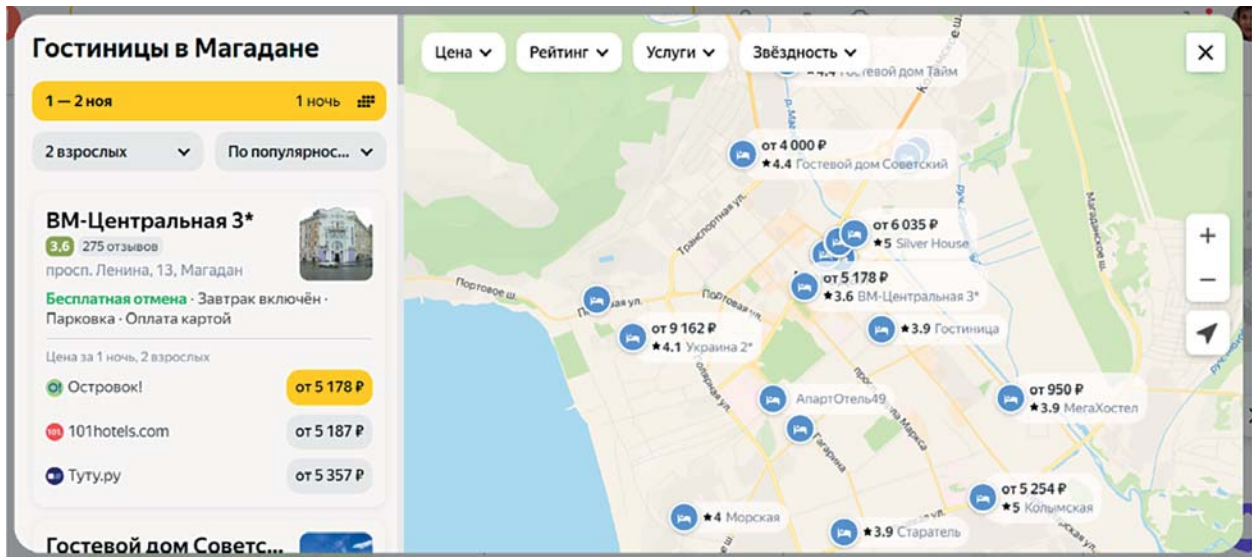 Гостиницы в Магадане
1 — 2 ноя
1 ночь
2 взрослых
По популярнос...
ВМ-Центральная 3*
3,6 275 отзывов
просп. Ленина, 13, Магадан
Бесплатная отмена · Завтрак включён ·
Парковка · Оплата картой
Цена за 1 ночь, 2 взрослых
Островок!
от 5 178 ₽
101 101hotels.com
от 5 187 ₽
Туту.ру
от 5 357 ₽
Гостевой дом Советс...
Цена
Рейтинг
Услуги
Звёздность
4.4 Гостевой дом Тайм
от 4 000 ₽
★4.4 Гостевой дом Советский
Транспортная ул.
от 6 035 ₽
★5 Silver House
Магаданское ш.
Портовое ш.
от 5 178 ₽
★3.6 ВМ-Центральная 3*
Портовая ул.
★3.9 Гостиница
от 9 162 ₽
★4.1 Украина 2*
АпартОтель49
от 950 ₽
★3.9 МегаХостел
Гагарина
Маркса
от 5 254 ₽
★5 Колымская
★4 Морская
★3.9 Старатель
+
−